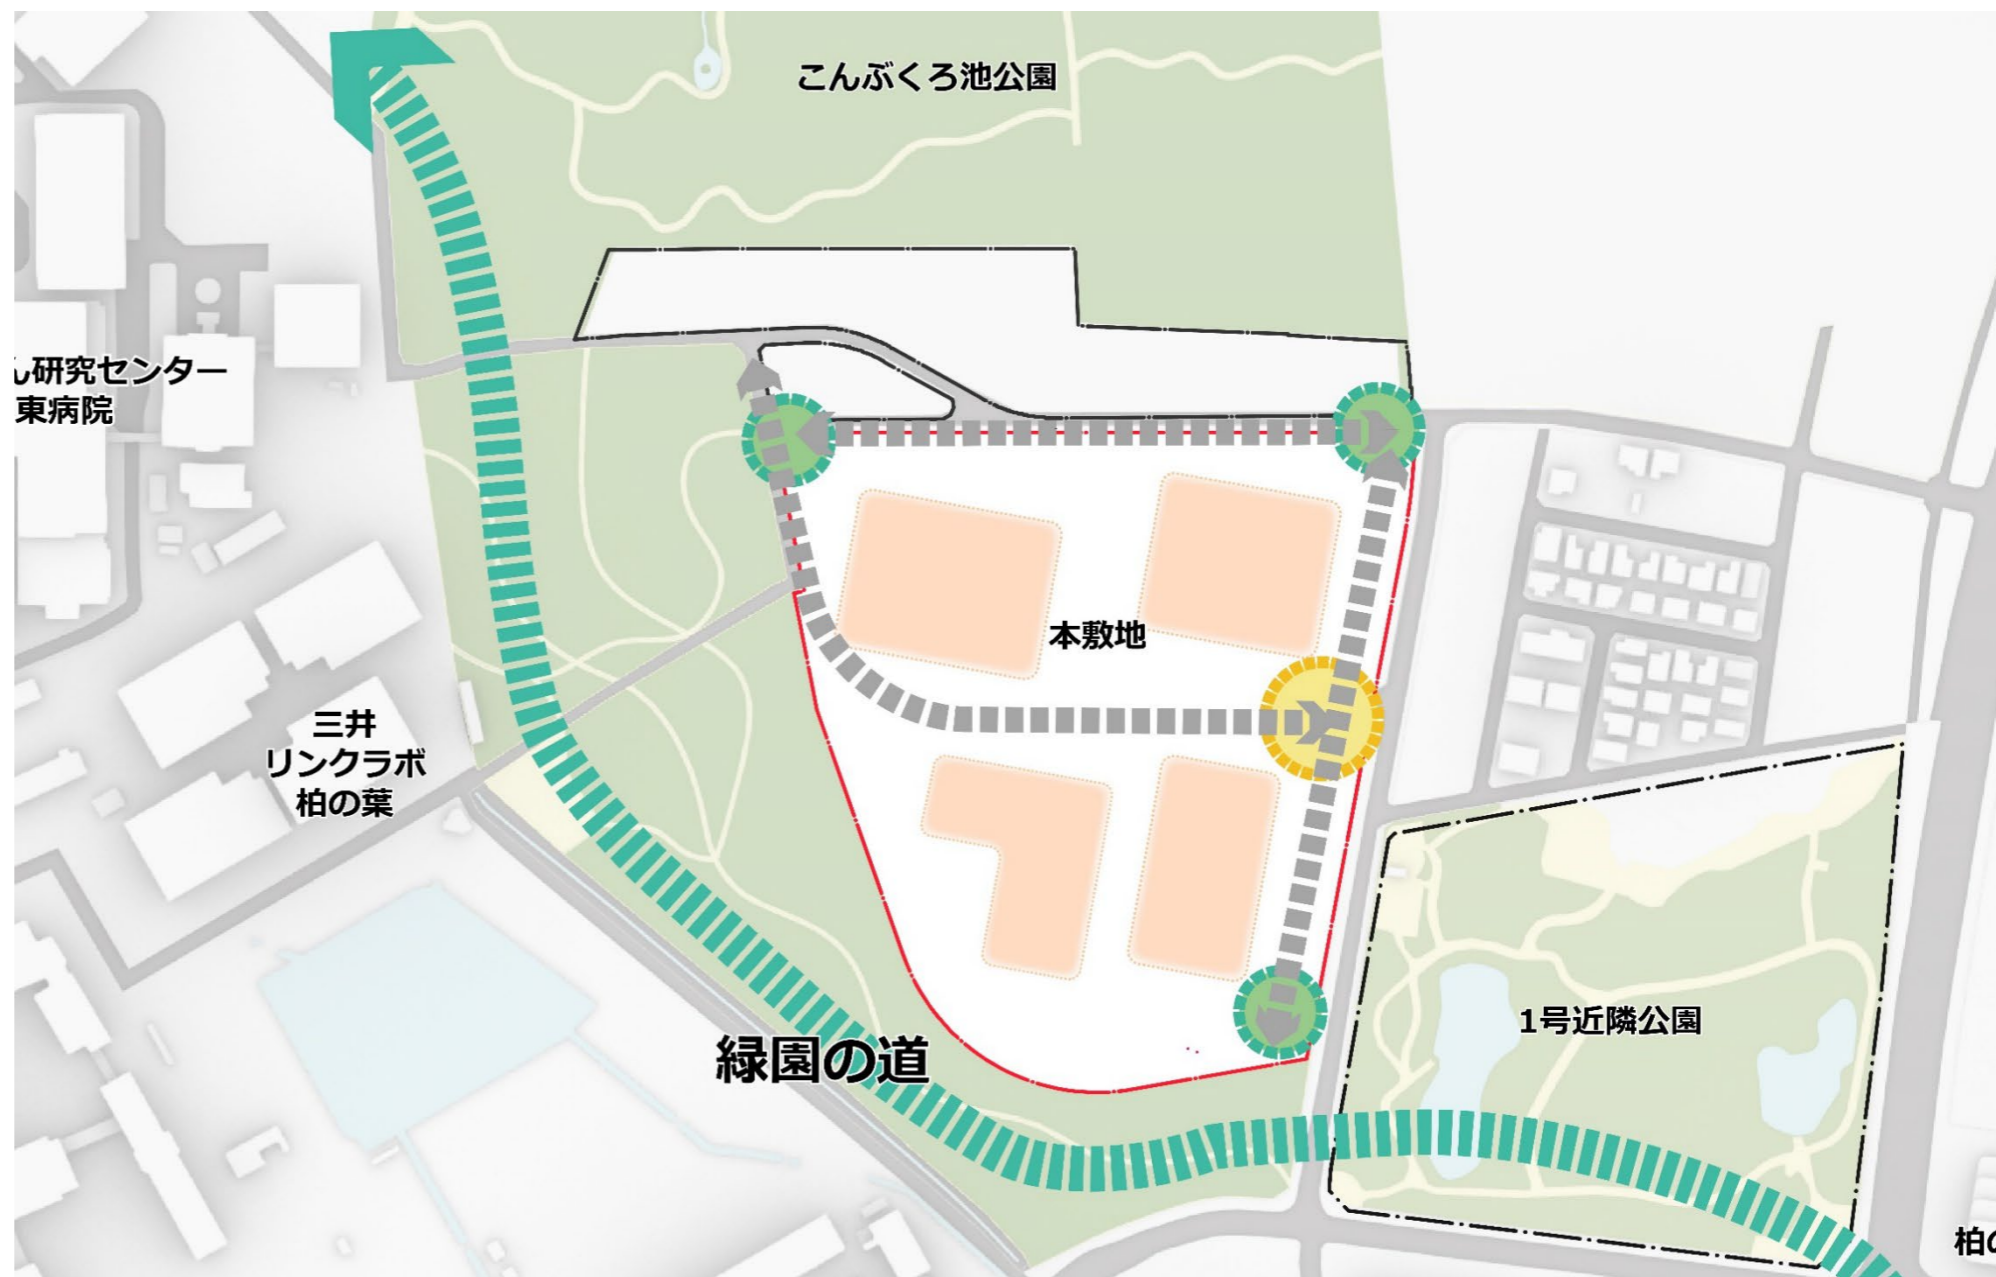 こんぶくろ池公園
ん研究センター
東病院
本敷地
三井
リンクラボ
柏の葉
緑園の道
1号近隣公園
柏の